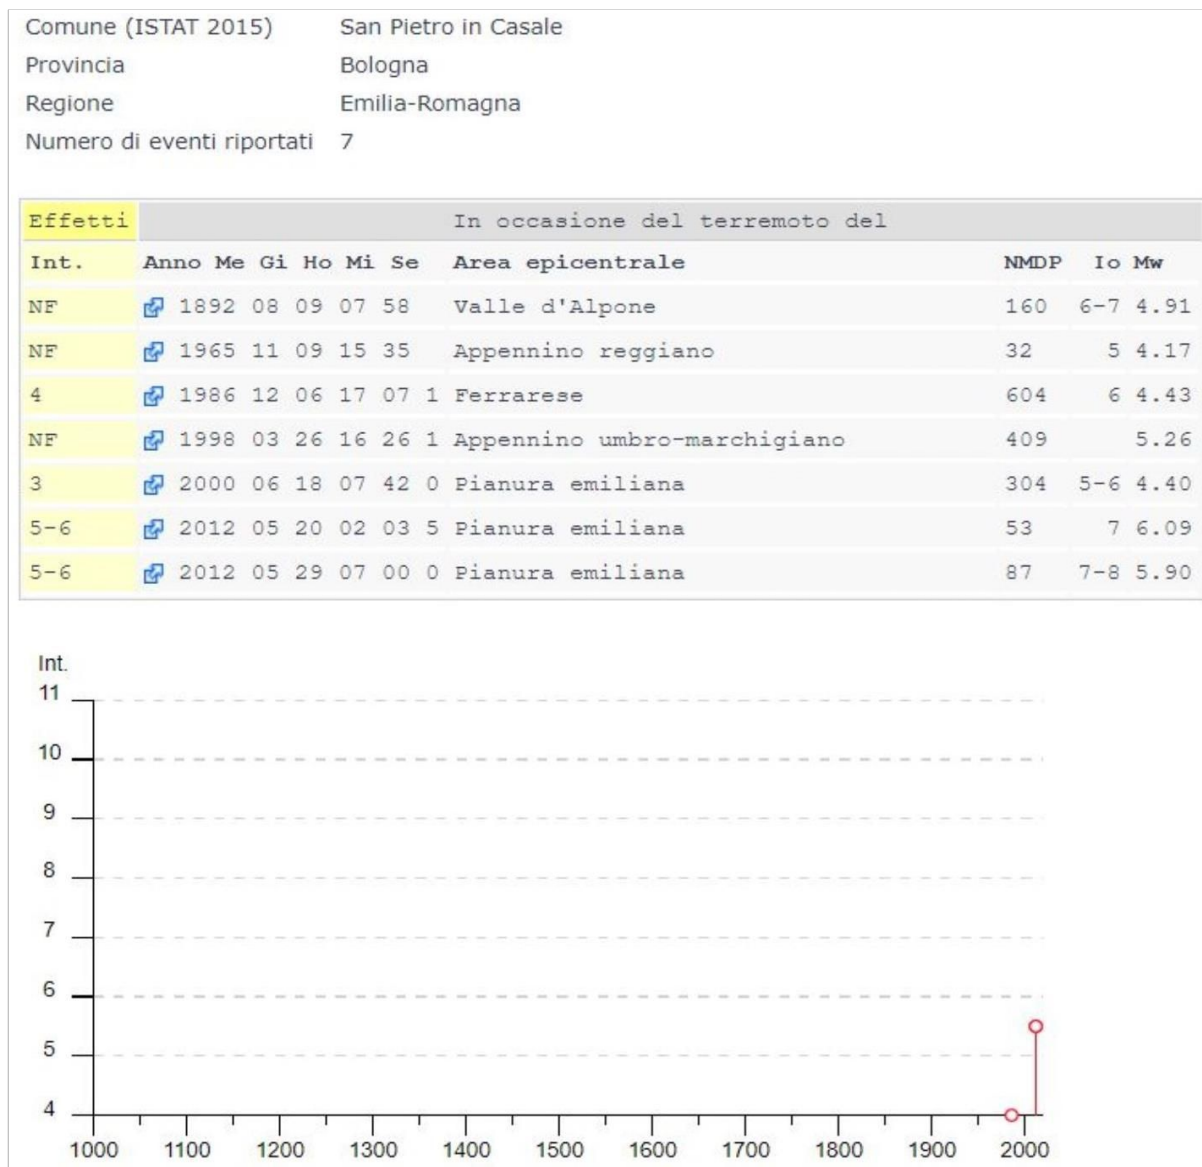 Comune (ISTAT 2015) San Pietro in Casale
Provincia Bologna
Regione Emilia-Romagna
Numero di eventi riportati 7
Effetti In occasione del terremoto del
Int. Anno Me Gi Ho Mi Se Area epicentrale NMDP Io Mw
NF 1892 08 09 07 58 Valle d'Alpone 160 6-7 4.91
NF 1965 11 09 15 35 Appennino reggiano 32 5 4.17
4 1986 12 06 17 07 1 Ferrarese 604 6 4.43
NF 1998 03 26 16 26 1 Appennino umbro-marchigiano 409 5.26
3 2000 06 18 07 42 0 Pianura emiliana 304 5-6 4.40
5-6 2012 05 20 02 03 5 Pianura emiliana 53 7 6.09
5-6 2012 05 29 07 00 0 Pianura emiliana 87 7-8 5.90
Int.
11
10
9
8
7
6
5
4
1000 1100 1200 1300 1400 1500 1600 1700 1800 1900 2000